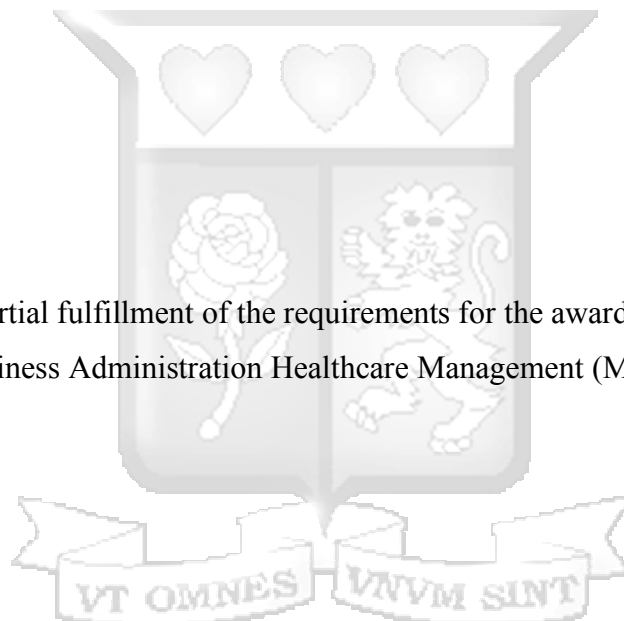 rtial fulfillment of the requirements for the award
iness Administration Healthcare Management (M
VT OMNES VNVM SINT